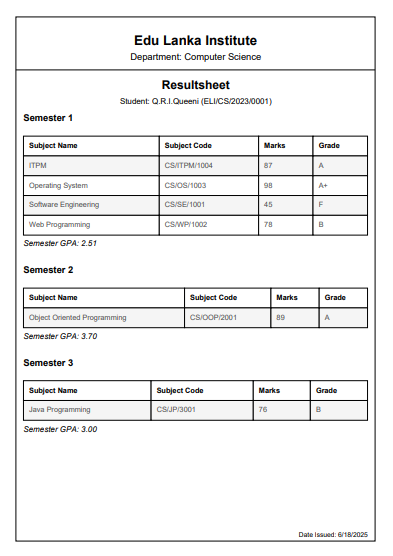 Edu Lanka Institute
Department: Computer Science
Resultsheet
Student: Q.R.I.Queeni (ELI/CS/2023/0001)
Semester 1
Subject Name Subject Code Marks Grade
ITPM CS/ITPM/1004 87 A
Operating System CS/OS/1003 98 A+
Software Engineering CS/SE/1001 45 F
Web Programming CS/WP/1002 78 B
Semester GPA: 2.51
Semester 2
Subject Name Subject Code Marks Grade
Object Oriented Programming CS/OOP/2001 89 A
Semester GPA: 3.70
Semester 3
Subject Name Subject Code Marks Grade
Java Programming CS/JP/3001 76 B
Semester GPA: 3.00
Date Issued: 6/18/2025